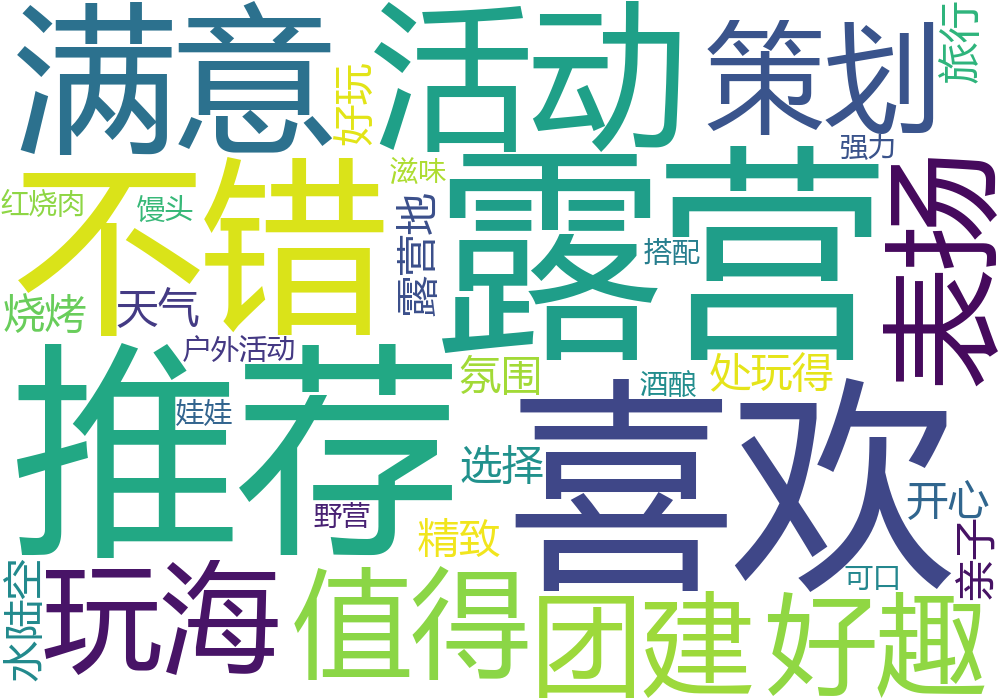 满意
活动
策划
旅行
好玩
强力
不错
滋味
露营
表扬
红烧肉
馒头
露营地
搭配
烧烤
天气
户外活动
推荐
氛围
酒酿
处玩得
喜欢
娃娃
选择
开心
野营
精致
亲子
水陆空
玩海
值得
团建
可口
好趣